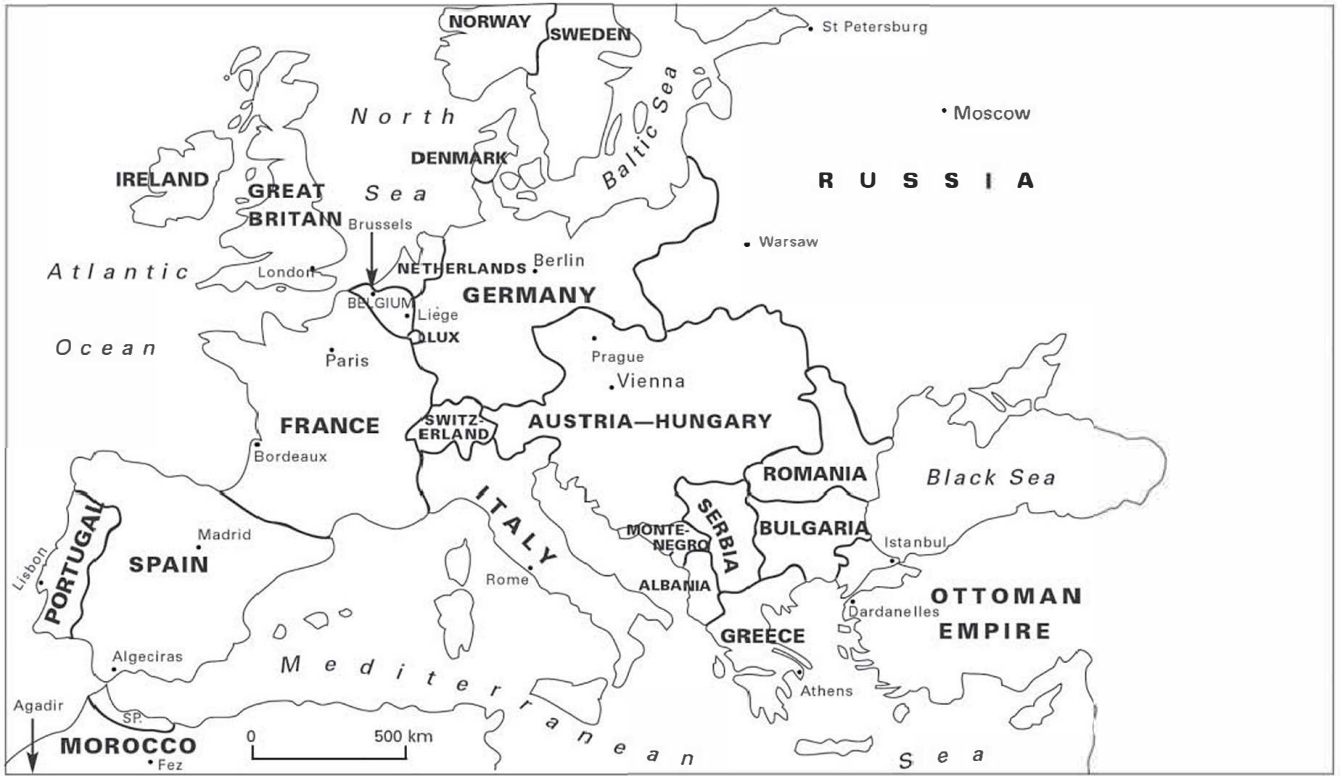 NORWAY
SWEDEN
St Petersburg
Moscow
North
Sea
Baltic Sea
DENMARK
IRELAND
GREAT
BRITAIN
RUSSIA
Brussels
Warsaw
Atlantic
Ocean
London
NETHERLANDS
Berlin
GERMANY
BELGIUM
Liége
LUX
Paris
Prague
Vienna
FRANCE
SWITZ-
ERLAND
AUSTRIA—HUNGARY
Bordeaux
ROMANIA
Black Sea
ITALY
SERBIA
BULGARIA
MONTE-
NEGRO
Madrid
SPAIN
PORTUGAL
Lisbon
Rome
ALBANIA
Istanbul
OTTOMAN
EMPIRE
Dardanelles
GREECE
Algeciras
Athens
Mediterranean
Sea
Agadir
SP.
MOROCCO
Fez
0
500 km